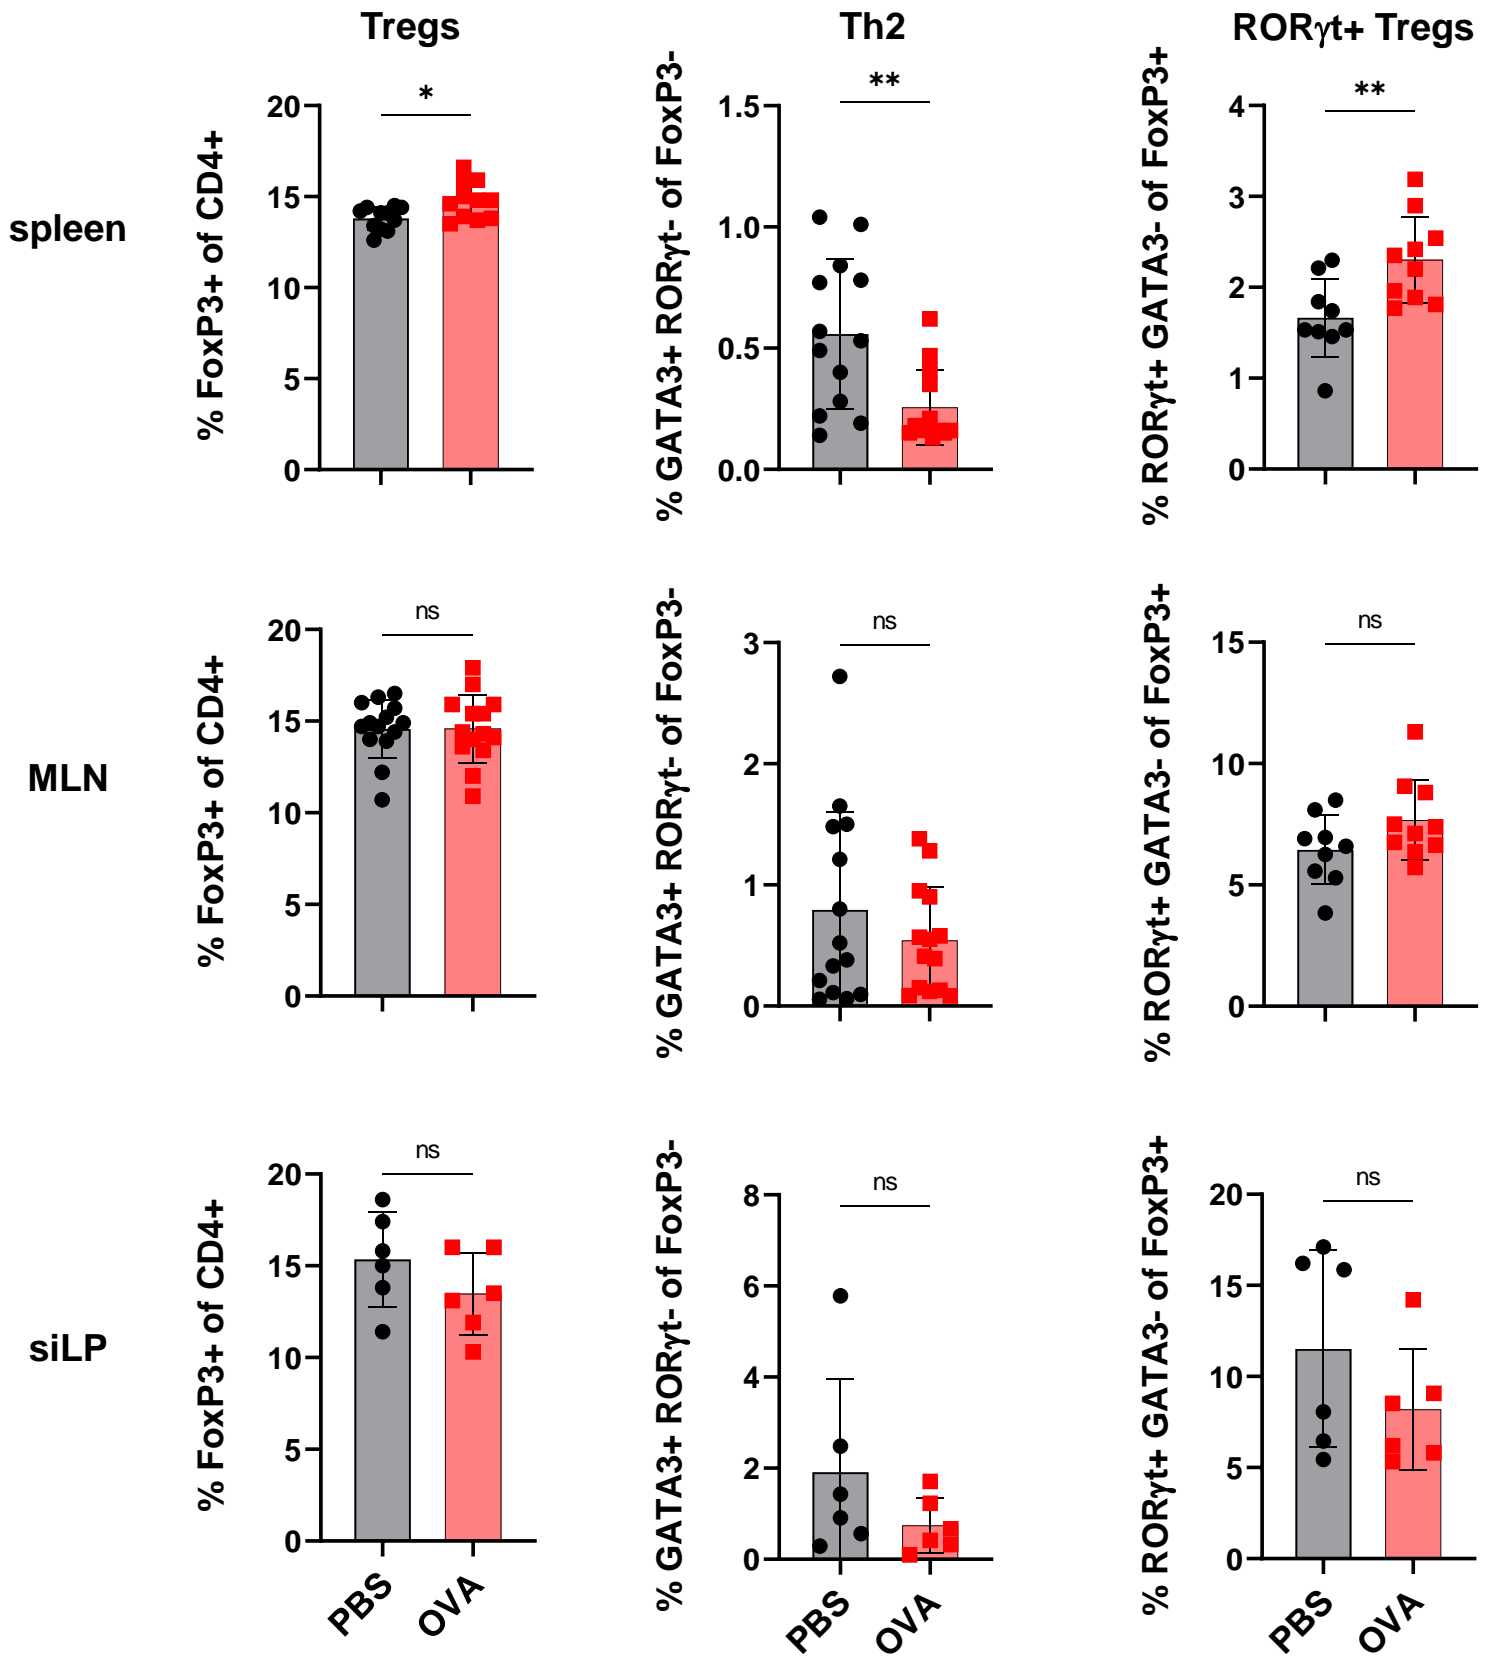 Tregs
Th2
RORγt+ Tregs
spleen
% FoxP3+ of CD4+
20
15
10
5
0
*
% GATA3+ RORγt- of FoxP3-
1.5
1.0
0.5
0.0
**
% RORγt+ GATA3- of FoxP3+
4
3
2
1
0
**
MLN
% FoxP3+ of CD4+
20
15
10
5
0
ns
% GATA3+ RORγt- of FoxP3-
3
2
1
0
ns
% RORγt+ GATA3- of FoxP3+
15
10
5
0
ns
siLP
% FoxP3+ of CD4+
20
15
10
5
0
ns
PBS
OVA
% GATA3+ RORγt- of FoxP3-
8
6
4
2
0
ns
PBS
OVA
% RORγt+ GATA3- of FoxP3+
20
15
10
5
0
ns
PBS
OVA